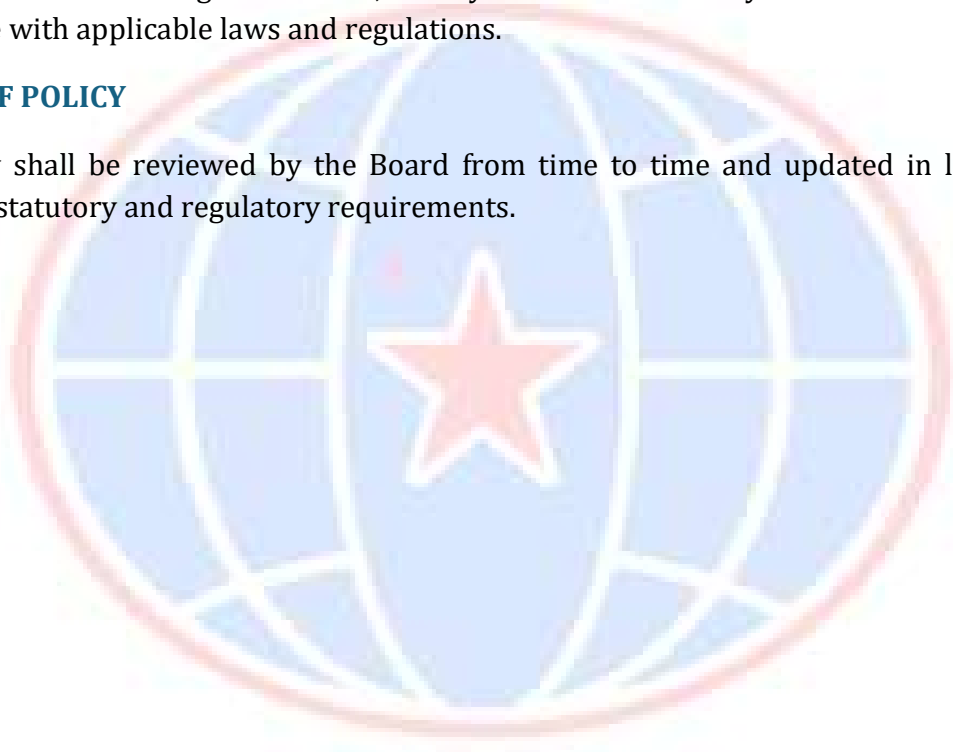 with applicable laws and regulations.
F POLICY
shall be reviewed by the Board from time to time and updated in
statutory and regulatory requirements.